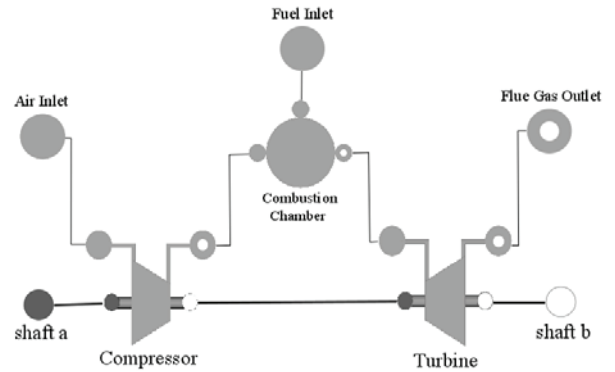 Fuel Inlet
Air Inlet
Flue Gas Outlet
Combustion
Chamber
shaft a
shaft b
Compressor
Turbine